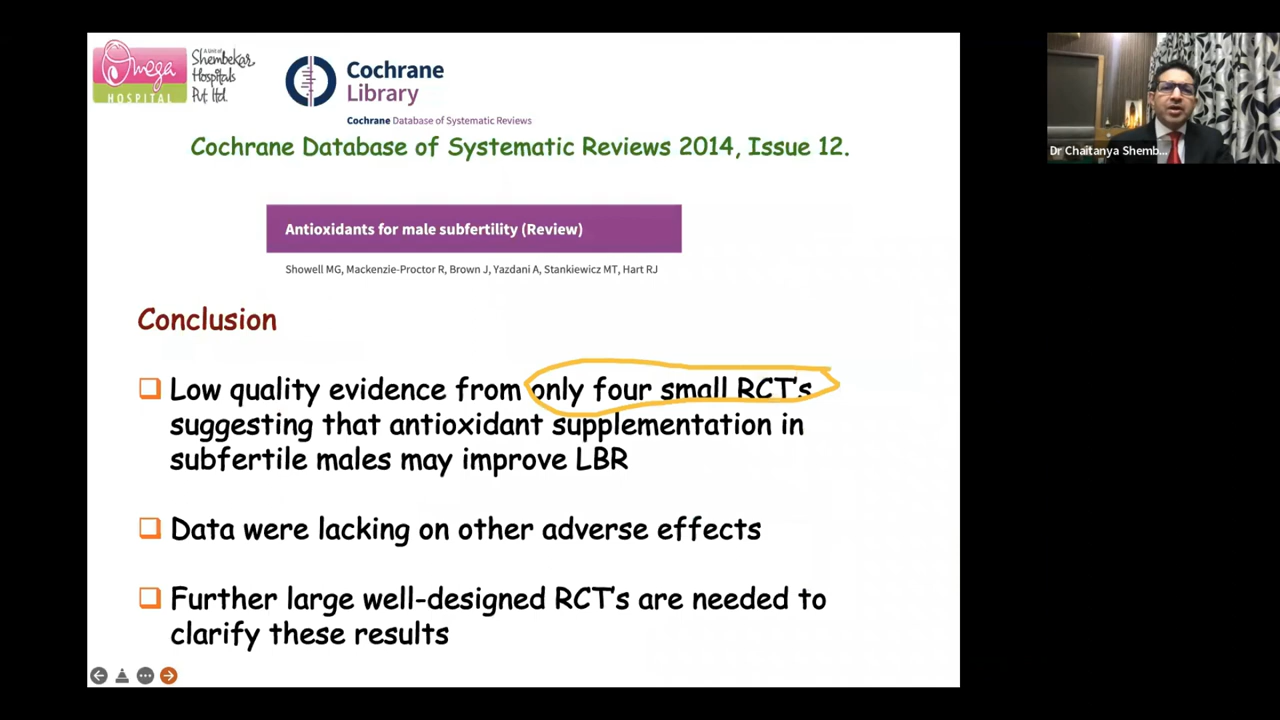 Omega
HOSPITAL
A Unit of
Shembekar
Hospitals
Pvt. Ltd.
Cochrane
Library
Cochrane Database of Systematic Reviews
Cochrane Database of Systematic Reviews 2014, Issue 12.
Antioxidants for male subfertility (Review)
Showell MG, Mackenzie-Proctor R, Brown J, Yazdani A, Stankiewicz MT, Hart RJ
Conclusion
Low quality evidence from only four small RCT's
suggesting that antioxidant supplementation in
subfertile males may improve LBR
Data were lacking on other adverse effects
Further large well-designed RCT's are needed to
clarify these results
Dr Chaitanya Shemb...